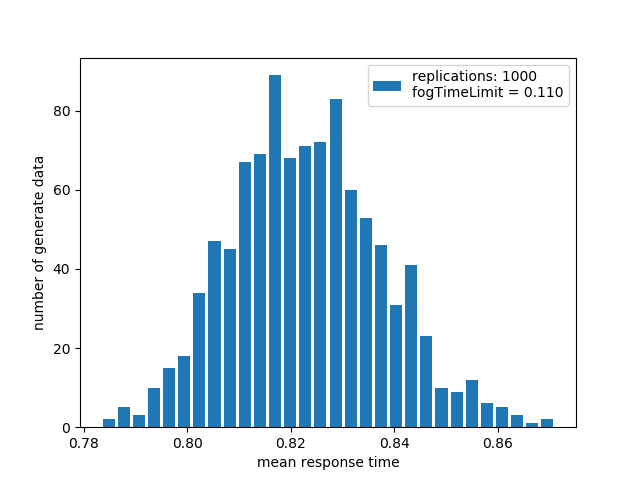 replications: 1000
fogTimeLimit = 0.110
80
60
40
20
0
number of generate data
0.78 0.80 0.82 0.84 0.86
mean response time